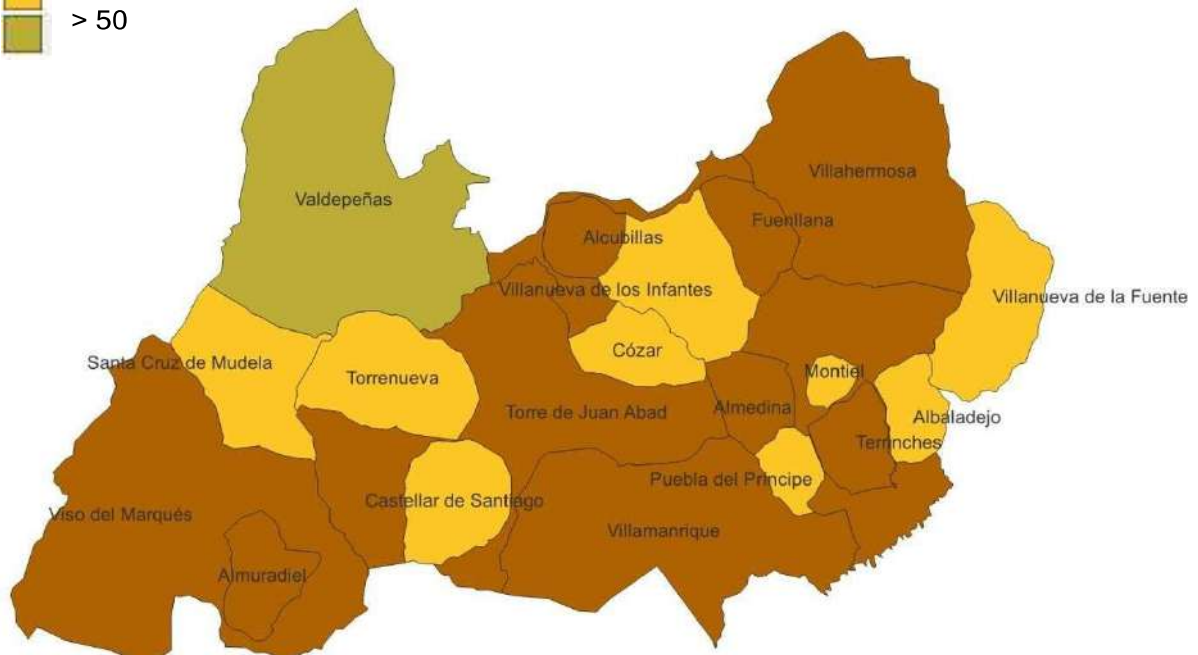 > 50
Valdepeñas
Villahermosa
Fuenllana
Alcubillas
Villanueva de los Infantes
Villanueva de la Fuente
Santa Cruz de Mudela
Cózar
Torrenueva
Montiel
Torre de Juan Abad
Almedina
Albaladejo
Terrinches
Puebla del Príncipe
Castellar de Santiago
Viso del Marqués
Villamanrique
Almuradiel